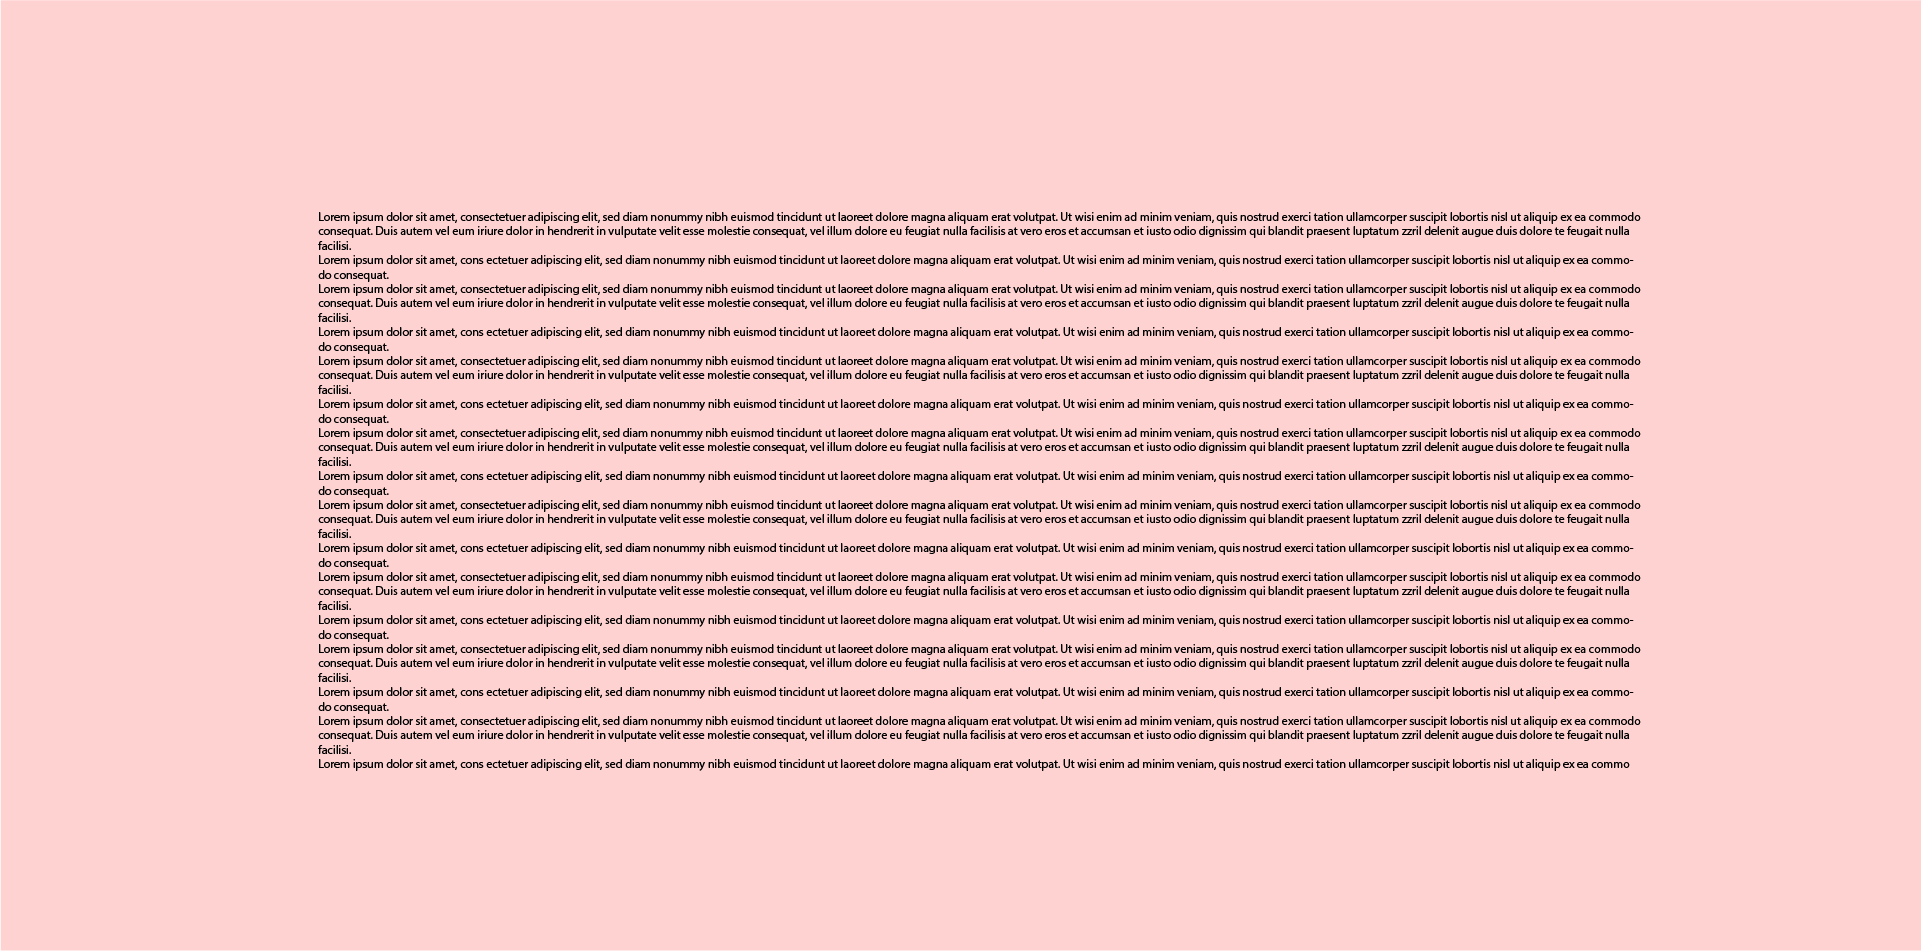 Lorem ipsum dolor sit amet, consectetuer adipiscing elit, sed diam nonummy nibh euismod tincidunt ut laoreet dolore magna aliquam erat volutpat. Ut wisi enim ad minim veniam, quis nostrud exerci tation ullamcorper suscipit lobortis nisl ut aliquip ex ea commodo
consequat. Duis autem vel eum iriure dolor in hendrerit in vulputate velit esse molestie consequat, vel illum dolore eu feugiat nulla facilisis at vero eros et accumsan et iusto odio dignissim qui blandit praesent luptatum zzril delenit augue duis dolore te feugait nulla
facilisi.
Lorem ipsum dolor sit amet, cons ectetuer adipiscing elit, sed diam nonummy nibh euismod tincidunt ut laoreet dolore magna aliquam erat volutpat. Ut wisi enim ad minim veniam, quis nostrud exerci tation ullamcorper suscipit lobortis nisl ut aliquip ex ea commo-
do consequat.
Lorem ipsum dolor sit amet, consectetuer adipiscing elit, sed diam nonummy nibh euismod tincidunt ut laoreet dolore magna aliquam erat volutpat. Ut wisi enim ad minim veniam, quis nostrud exerci tation ullamcorper suscipit lobortis nisl ut aliquip ex ea commodo
consequat. Duis autem vel eum iriure dolor in hendrerit in vulputate velit esse molestie consequat, vel illum dolore eu feugiat nulla facilisis at vero eros et accumsan et iusto odio dignissim qui blandit praesent luptatum zzril delenit augue duis dolore te feugait nulla
facilisi.
Lorem ipsum dolor sit amet, cons ectetuer adipiscing elit, sed diam nonummy nibh euismod tincidunt ut laoreet dolore magna aliquam erat volutpat. Ut wisi enim ad minim veniam, quis nostrud exerci tation ullamcorper suscipit lobortis nisl ut aliquip ex ea commo-
do consequat.
Lorem ipsum dolor sit amet, consectetuer adipiscing elit, sed diam nonummy nibh euismod tincidunt ut laoreet dolore magna aliquam erat volutpat. Ut wisi enim ad minim veniam, quis nostrud exerci tation ullamcorper suscipit lobortis nisl ut aliquip ex ea commodo
consequat. Duis autem vel eum iriure dolor in hendrerit in vulputate velit esse molestie consequat, vel illum dolore eu feugiat nulla facilisis at vero eros et accumsan et iusto odio dignissim qui blandit praesent luptatum zzril delenit augue duis dolore te feugait nulla
facilisi.
Lorem ipsum dolor sit amet, cons ectetuer adipiscing elit, sed diam nonummy nibh euismod tincidunt ut laoreet dolore magna aliquam erat volutpat. Ut wisi enim ad minim veniam, quis nostrud exerci tation ullamcorper suscipit lobortis nisl ut aliquip ex ea commo-
do consequat.
Lorem ipsum dolor sit amet, consectetuer adipiscing elit, sed diam nonummy nibh euismod tincidunt ut laoreet dolore magna aliquam erat volutpat. Ut wisi enim ad minim veniam, quis nostrud exerci tation ullamcorper suscipit lobortis nisl ut aliquip ex ea commodo
consequat. Duis autem vel eum iriure dolor in hendrerit in vulputate velit esse molestie consequat, vel illum dolore eu feugiat nulla facilisis at vero eros et accumsan et iusto odio dignissim qui blandit praesent luptatum zzril delenit augue duis dolore te feugait nulla
facilisi.
Lorem ipsum dolor sit amet, cons ectetuer adipiscing elit, sed diam nonummy nibh euismod tincidunt ut laoreet dolore magna aliquam erat volutpat. Ut wisi enim ad minim veniam, quis nostrud exerci tation ullamcorper suscipit lobortis nisl ut aliquip ex ea commo-
do consequat.
Lorem ipsum dolor sit amet, consectetuer adipiscing elit, sed diam nonummy nibh euismod tincidunt ut laoreet dolore magna aliquam erat volutpat. Ut wisi enim ad minim veniam, quis nostrud exerci tation ullamcorper suscipit lobortis nisl ut aliquip ex ea commodo
consequat. Duis autem vel eum iriure dolor in hendrerit in vulputate velit esse molestie consequat, vel illum dolore eu feugiat nulla facilisis at vero eros et accumsan et iusto odio dignissim qui blandit praesent luptatum zzril delenit augue duis dolore te feugait nulla
facilisi.
Lorem ipsum dolor sit amet, cons ectetuer adipiscing elit, sed diam nonummy nibh euismod tincidunt ut laoreet dolore magna aliquam erat volutpat. Ut wisi enim ad minim veniam, quis nostrud exerci tation ullamcorper suscipit lobortis nisl ut aliquip ex ea commo-
do consequat.
Lorem ipsum dolor sit amet, consectetuer adipiscing elit, sed diam nonummy nibh euismod tincidunt ut laoreet dolore magna aliquam erat volutpat. Ut wisi enim ad minim veniam, quis nostrud exerci tation ullamcorper suscipit lobortis nisl ut aliquip ex ea commodo
consequat. Duis autem vel eum iriure dolor in hendrerit in vulputate velit esse molestie consequat, vel illum dolore eu feugiat nulla facilisis at vero eros et accumsan et iusto odio dignissim qui blandit praesent luptatum zzril delenit augue duis dolore te feugait nulla
facilisi.
Lorem ipsum dolor sit amet, cons ectetuer adipiscing elit, sed diam nonummy nibh euismod tincidunt ut laoreet dolore magna aliquam erat volutpat. Ut wisi enim ad minim veniam, quis nostrud exerci tation ullamcorper suscipit lobortis nisl ut aliquip ex ea commo-
do consequat.
Lorem ipsum dolor sit amet, consectetuer adipiscing elit, sed diam nonummy nibh euismod tincidunt ut laoreet dolore magna aliquam erat volutpat. Ut wisi enim ad minim veniam, quis nostrud exerci tation ullamcorper suscipit lobortis nisl ut aliquip ex ea commodo
consequat. Duis autem vel eum iriure dolor in hendrerit in vulputate velit esse molestie consequat, vel illum dolore eu feugiat nulla facilisis at vero eros et accumsan et iusto odio dignissim qui blandit praesent luptatum zzril delenit augue duis dolore te feugait nulla
facilisi.
Lorem ipsum dolor sit amet, cons ectetuer adipiscing elit, sed diam nonummy nibh euismod tincidunt ut laoreet dolore magna aliquam erat volutpat. Ut wisi enim ad minim veniam, quis nostrud exerci tation ullamcorper suscipit lobortis nisl ut aliquip ex ea commo-
do consequat.
Lorem ipsum dolor sit amet, consectetuer adipiscing elit, sed diam nonummy nibh euismod tincidunt ut laoreet dolore magna aliquam erat volutpat. Ut wisi enim ad minim veniam, quis nostrud exerci tation ullamcorper suscipit lobortis nisl ut aliquip ex ea commodo
consequat. Duis autem vel eum iriure dolor in hendrerit in vulputate velit esse molestie consequat, vel illum dolore eu feugiat nulla facilisis at vero eros et accumsan et iusto odio dignissim qui blandit praesent luptatum zzril delenit augue duis dolore te feugait nulla
facilisi.
Lorem ipsum dolor sit amet, cons ectetuer adipiscing elit, sed diam nonummy nibh euismod tincidunt ut laoreet dolore magna aliquam erat volutpat. Ut wisi enim ad minim veniam, quis nostrud exerci tation ullamcorper suscipit lobortis nisl ut aliquip ex ea commo